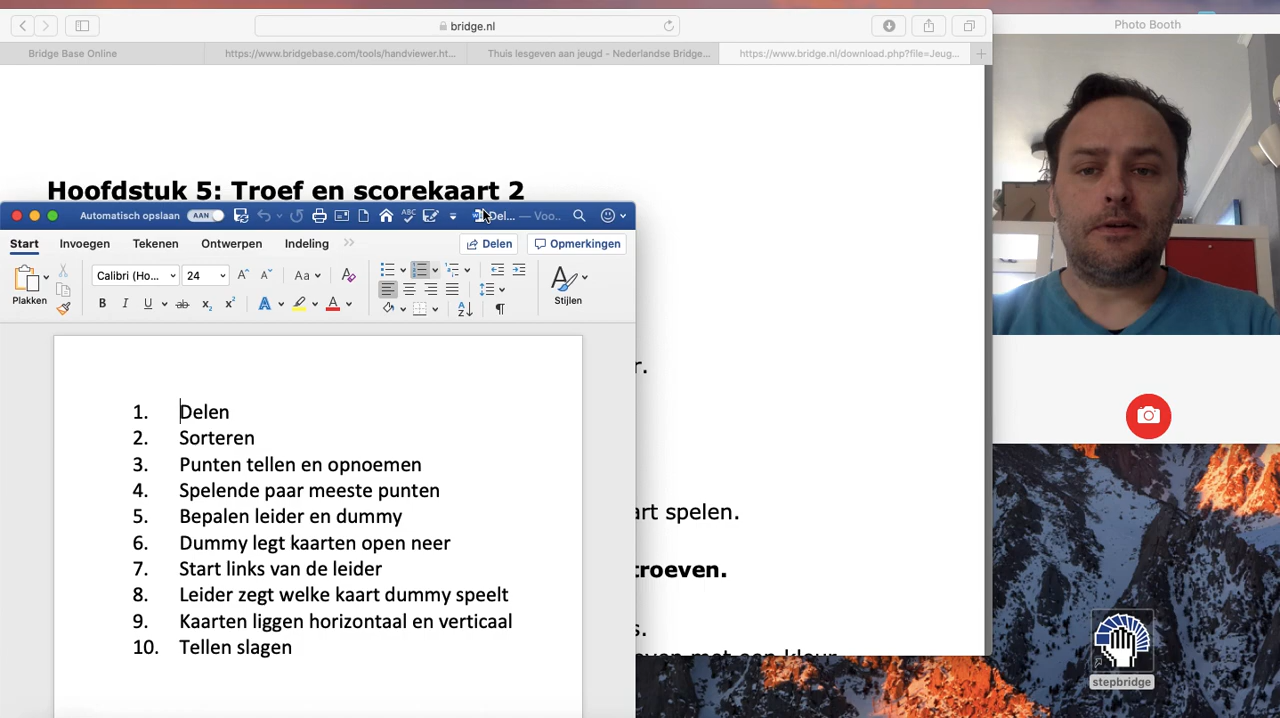 Photo Booth
bridge.nl
Bridge Base Online
https://www.bridgebase.com/tools/handviewer.ht...
Thuis lesgeven aan jeugd - Nederlandse Bridge...
https://www.bridge.nl/download.php?file=Jeug...
Hoofdstuk 5: Troef en scorekaart 2
Automatisch opslaan
AAN
Del...
— Voo..
Start
Invoegen
Tekenen
Ontwerpen
Indeling
Delen
Opmerkingen
Plakken
Calibri (Ho...
24
Stijlen
r.
1. Delen
2. Sorteren
3. Punten tellen en opnoemen
4. Spelende paar meeste punten
5. Bepalen leider en dummy
art spelen.
6. Dummy legt kaarten open neer
7. Start links van de leider
troeven.
8. Leider zegt welke kaart dummy speelt
9. Kaarten liggen horizontaal en verticaal
s.
10. Tellen slagen
stepbridge